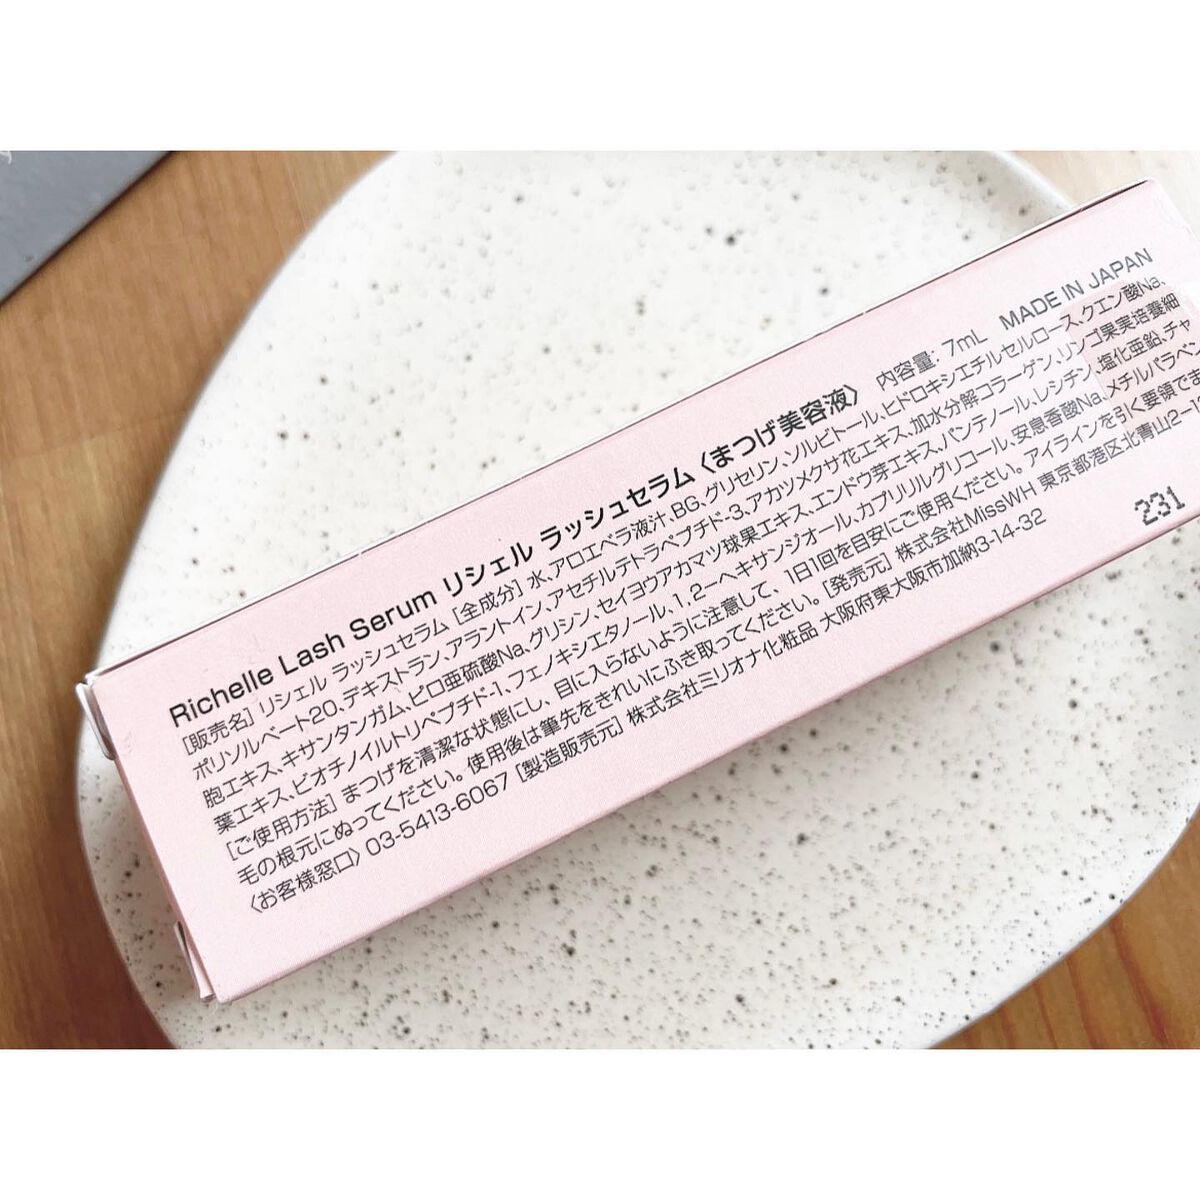 Richelle Lash Serum リシェル ラッシュセラム〈まつげ美容液〉 内容量：7mL MADE IN JAPAN
[販売名] リシェル ラッシュセラム [全成分] 水、アロエベラ液汁、BG、グリセリン、ソルビトール、ヒドロキシエチルセルロース、クエン酸Na、
ポリソルベート20、デキストラン、アラントイン、アセチルテトラペプチド-3、アカツメクサ花エキス、加水分解コラーゲン、リンゴ果実培養細
胞エキス、キサンタンガム、ピロ亜硫酸Na、グリシン、セイヨウアカマツ球果エキス、エンドウ芽エキス、パンテノール、レシチン、塩化亜鉛、チャ
葉エキス、ビオチノイルトリペプチド-1、フェノキシエタノール、1,2-ヘキサンジオール、カプリリルグリコール、安息香酸Na、メチルパラベン
[ご使用方法] まつげを清潔な状態にし、目に入らないように注意して、1日1回を目安にご使用ください。アイラインを引く要領でま
毛の根元にぬってください。使用後は筆先をきれいにふき取ってください。[発売元] 株式会社MissWH 東京都港区北青山2-1
〈お客様窓口〉03-5413-6067 [製造販売元] 株式会社ミリオナ化粧品 大阪府東大阪市加納3-14-32
231